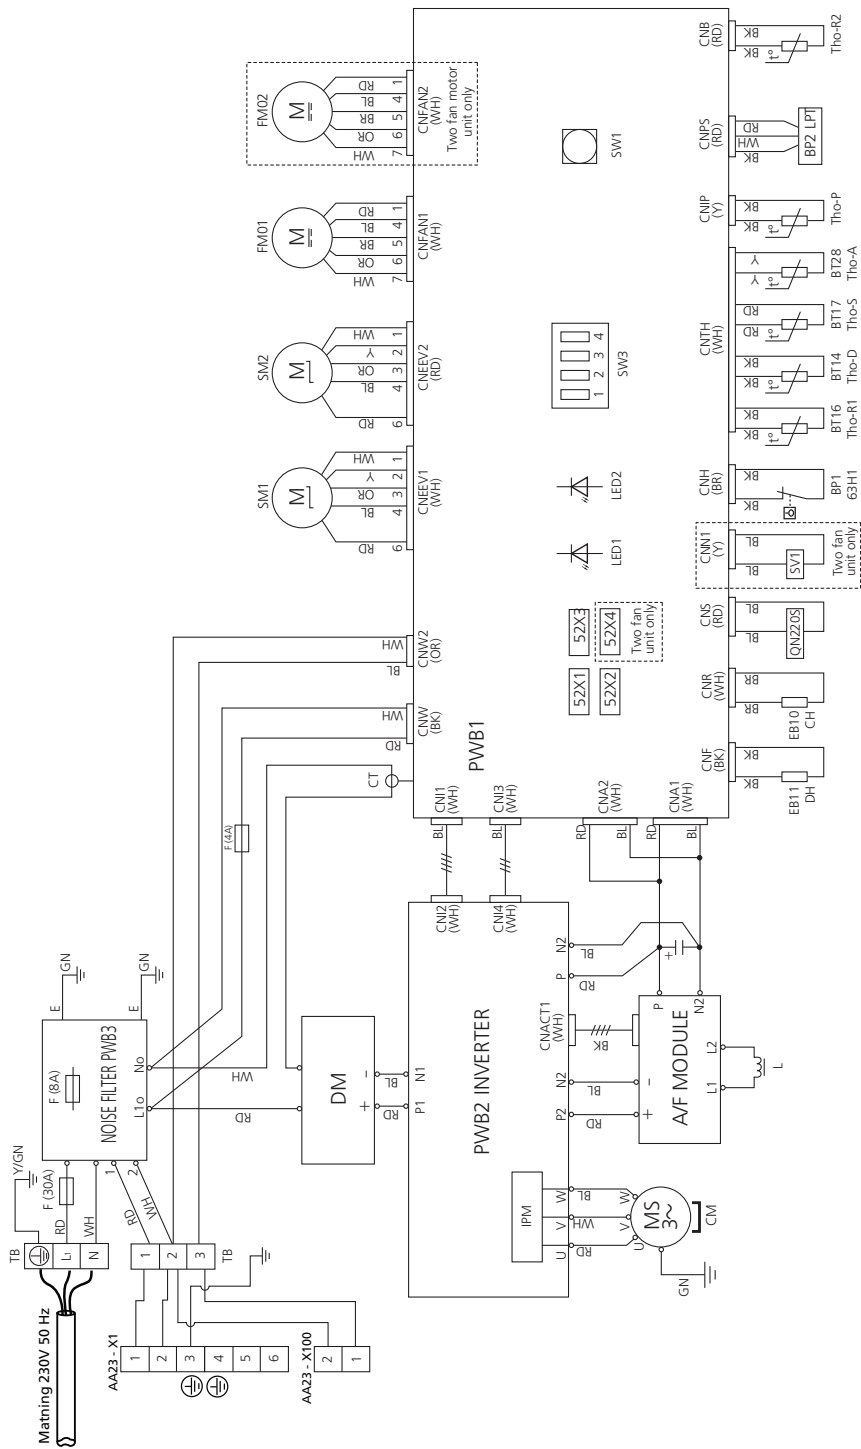 Matning 230V 50 Hz
TB
L1
N
Y/GN
F (30A)
RD
WH
1
2
RD
WH
F (8A)
NOISE FILTER PWB3
L1o
No
E
GN
E
GN
AA23 - X1
1
2
3
4
5
6
AA23 - X100
2
1
1
2
3
TB
RD
WH
F (4A)
DM
+
-
RD
BL
P1
N1
PWB2 INVERTER
IPM
U
V
W
RD
WH
BL
U
V
W
MS
3~
CM
GN
P2
N2
RD
BL
CNACT1
(WH)
BK
P
N2
RD
BL
+
-
A/F MODULE
P
N2
L1
L2
L
+
CNI2
(WH)
CNI4
(WH)
BL
BL
CNI1
(WH)
CNI3
(WH)
RD
BL
CNA2
(WH)
RD
BL
CNA1
(WH)
CT
PWB1
RD
WH
CNW
(BK)
BL
WH
CNW2
(OR)
SM1
M
RD
BL
OR
Y
WH
6
4
3
2
1
CNEEV1
(WH)
SM2
M
RD
BL
OR
Y
WH
6
4
3
2
1
CNEEV2
(RD)
FM01
M
WH
OR
BR
BL
RD
7
6
5
4
1
CNFAN1
(WH)
FM02
M
WH
OR
BR
BL
RD
7
6
5
4
1
CNFAN2
(WH)
Two fan motor
unit only
52X1
52X3
52X2
52X4
Two fan
unit only
LED1
LED2
1
2
3
4
SW3
SW1
CNF
(BK)
BK
BK
EB11
DH
CNR
(WH)
BR
BR
EB10
CH
CNS
(RD)
BL
BL
QN220S
CNN1
(Y)
BL
BL
SV1
Two fan
unit only
CNH
(BR)
BK
BK
BP1
63H1
CNTH
(WH)
BK
BK
t°
BT16
Tho-R1
BK
BK
t°
BT14
Tho-D
RD
RD
t°
BT17
Tho-S
Y
Y
t°
BT28
Tho-A
CNIP
(Y)
BK
BK
t°
Tho-P
CNPS
(RD)
BK
WH
RD
BP2 LPT
CNB
(RD)
BK
BK
t°
Tho-R2